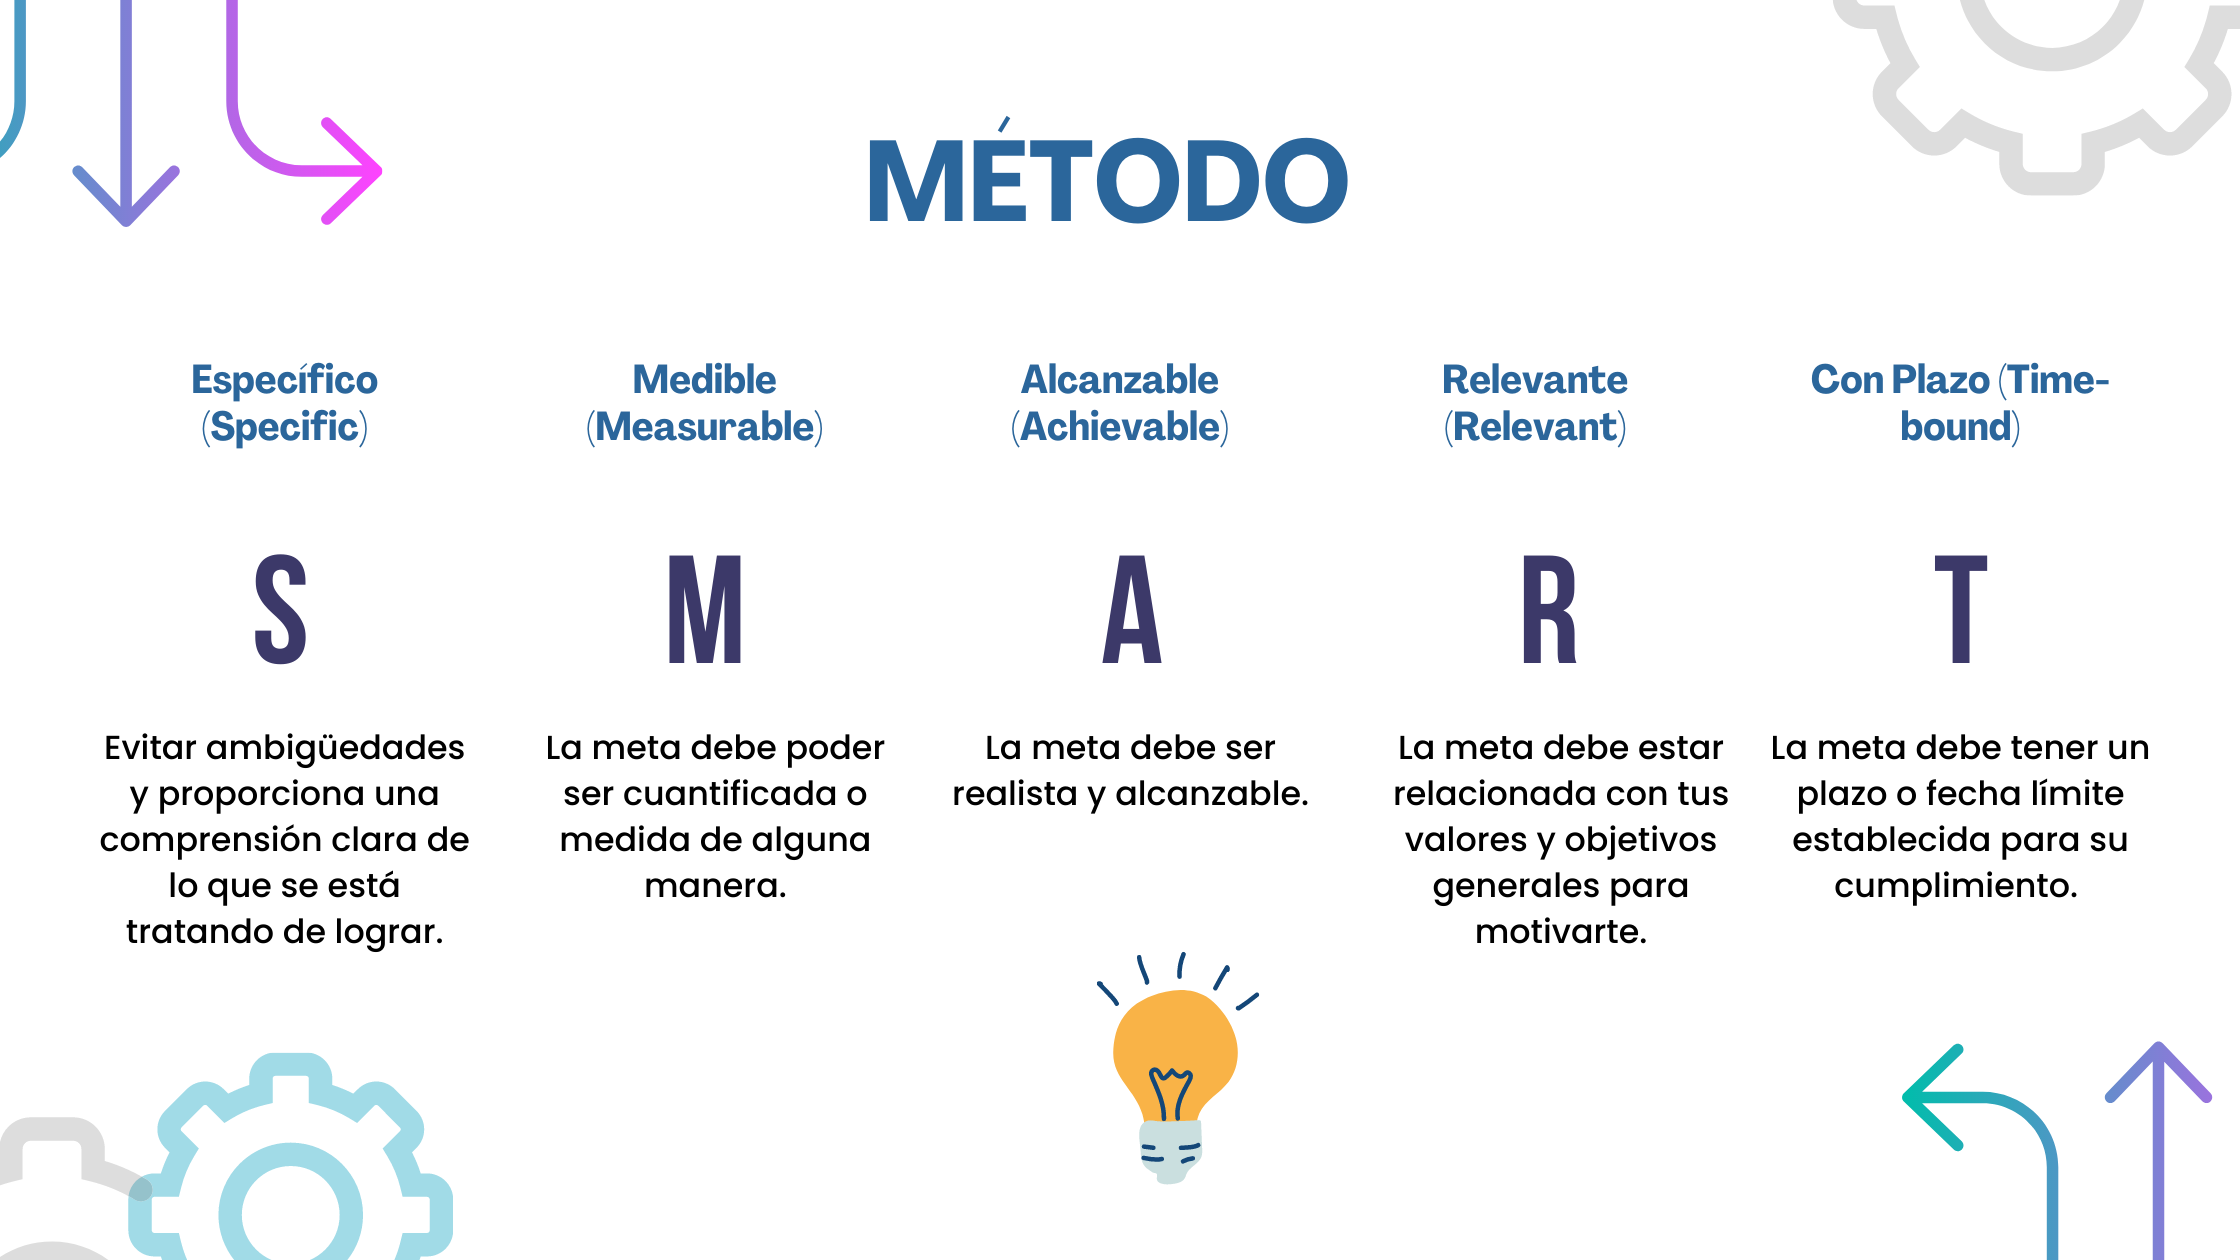 MÉTODO
Específico
(Specific)
Medible
(Measurable)
Alcanzable
(Achievable)
Relevante
(Relevant)
Con Plazo (Time-
bound)
S
M
A
R
T
Evitar ambigüedades
y proporciona una
comprensión clara de
lo que se está
tratando de lograr.
La meta debe poder
ser cuantificada o
medida de alguna
manera.
La meta debe ser
realista y alcanzable.
La meta debe estar
relacionada con tus
valores y objetivos
generales para
motivarte.
La meta debe tener un
plazo o fecha límite
establecida para su
cumplimiento.